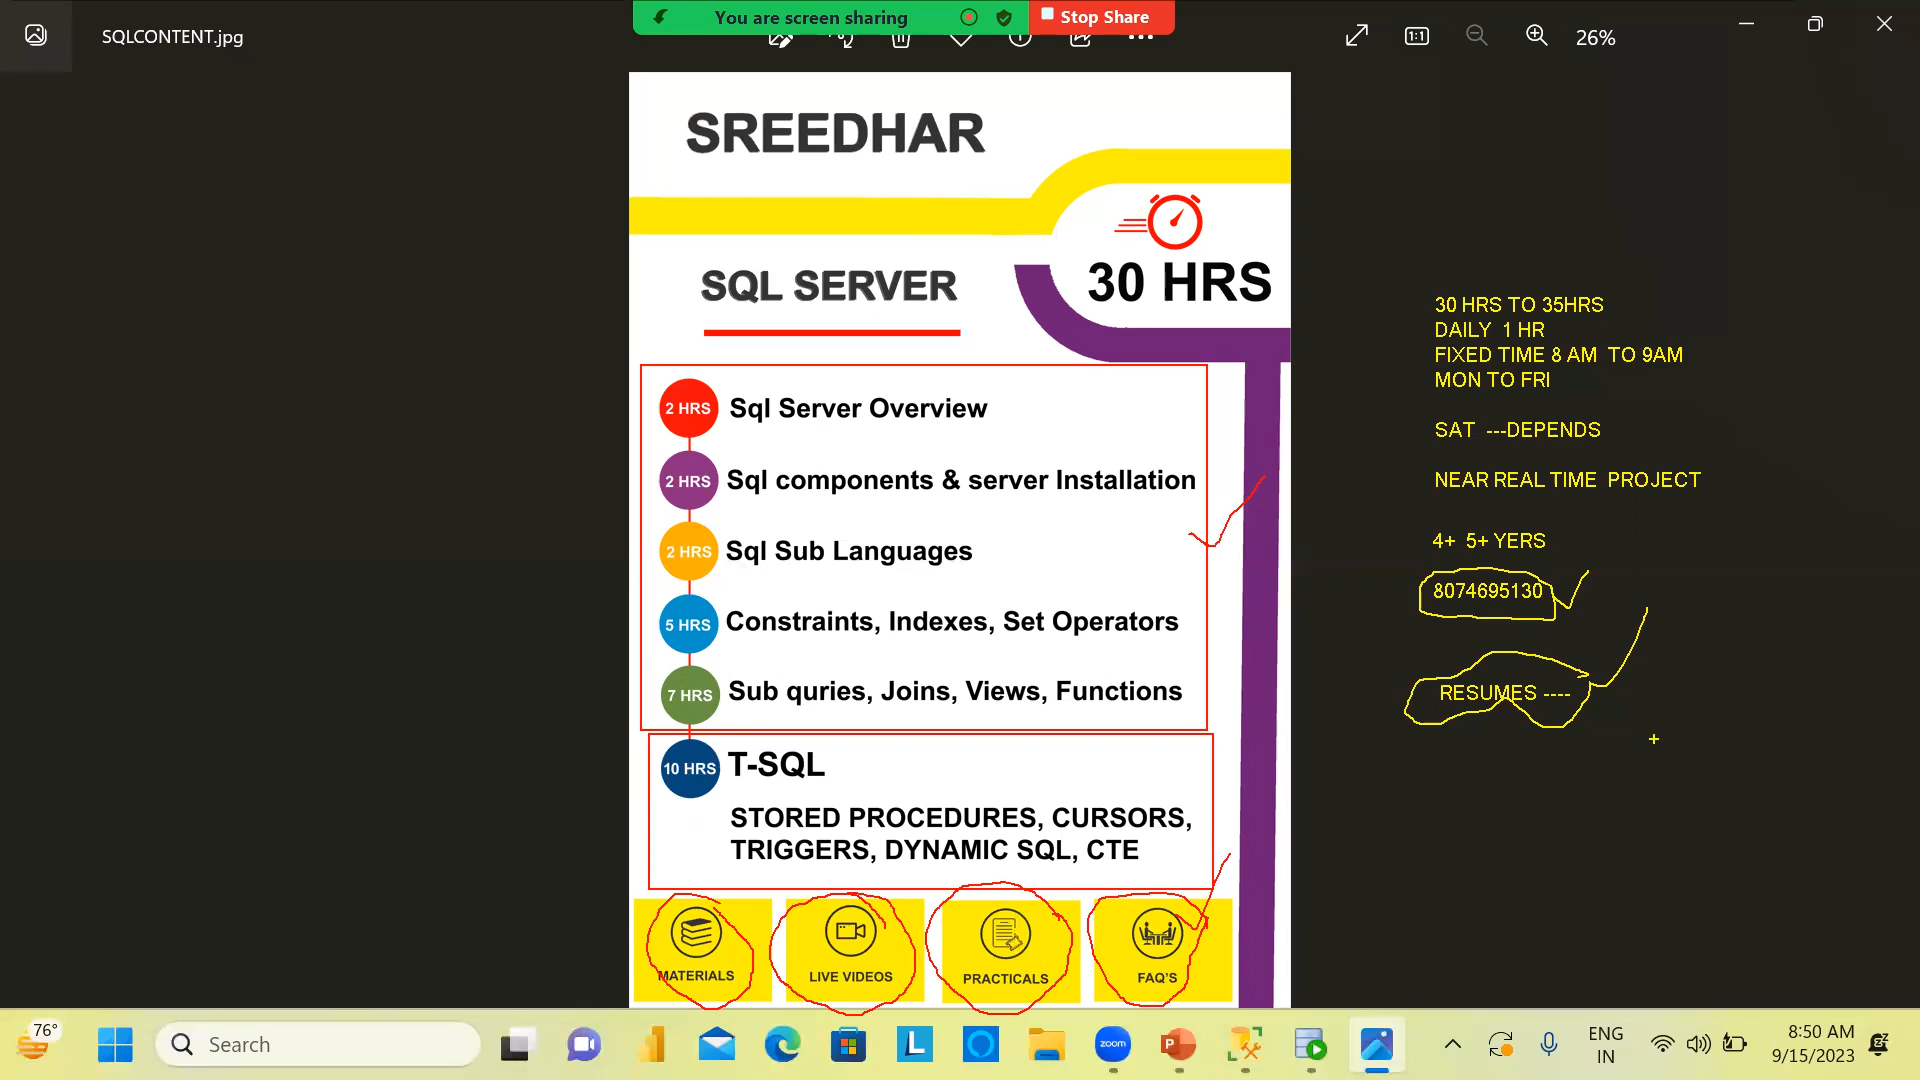 SQLCONTENT.jpg
You are screen sharing
Stop Share
1:1
26%
SREEDHAR
SQL SERVER
30 HRS
2 HRS Sql Server Overview
2 HRS Sql components & server Installation
2 HRS Sql Sub Languages
5 HRS Constraints, Indexes, Set Operators
7 HRS Sub quries, Joins, Views, Functions
10 HRS T-SQL
STORED PROCEDURES, CURSORS,
TRIGGERS, DYNAMIC SQL, CTE
MATERIALS
LIVE VIDEOS
PRACTICALS
FAQ'S
30 HRS TO 35HRS
DAILY 1 HR
FIXED TIME 8 AM TO 9AM
MON TO FRI
SAT ---DEPENDS
NEAR REAL TIME PROJECT
4+ 5+ YERS
8074695130
RESUMES ----
76°
Search
L
zoom
P
ENG
IN
8:50 AM
9/15/2023